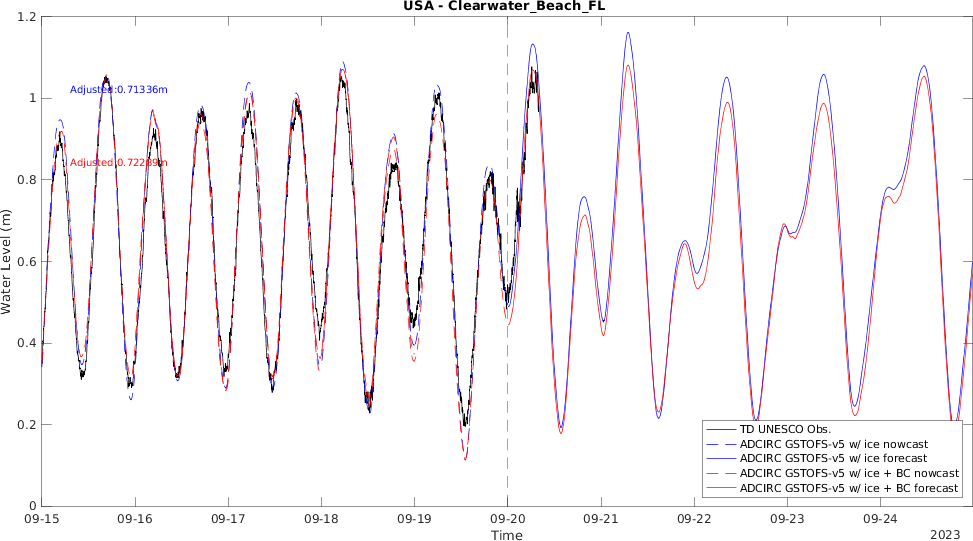 USA - Clearwater_Beach_FL
1.2
1
0.8
0.6
0.4
0.2
0
Water Level (m)
Adjusted:0.71336m
TD UNESCO Obs.
ADCIRC GSTOFS-v5 w/ ice nowcast
ADCIRC GSTOFS-v5 w/ ice forecast
ADCIRC GSTOFS-v5 w/ ice + BC nowcast
ADCIRC GSTOFS-v5 w/ ice + BC forecast
09-15 09-16 09-17 09-18 09-19 09-20 09-21 09-22 09-23 09-24
Time
2023